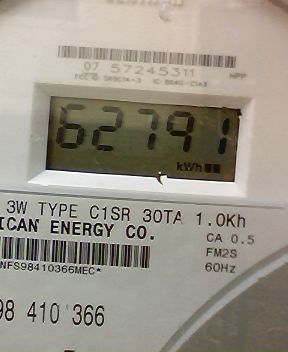 07 57245311 HPP
62791
kWh
3W TYPE C1SR 30TA 1.0Kh
ICAN ENERGY CO.
CA 0.5
FM2S
NFS98410366MEC*
60Hz
98 410 366